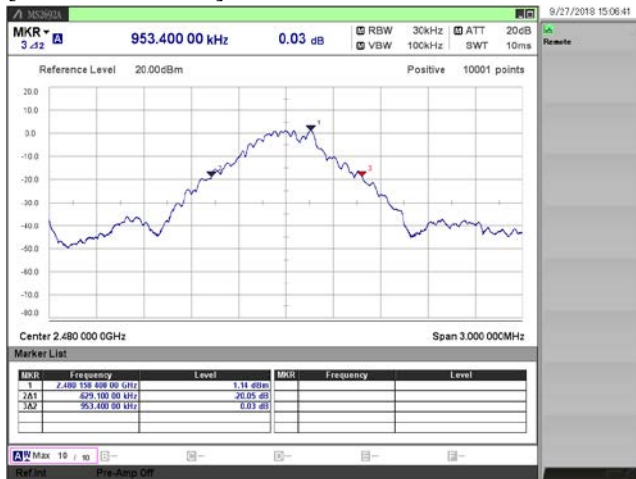 MS2692A
9/27/2018 15:06:41
MKR 953.400 00 kHz 0.03 dB RBW 30kHz ATT 20dB
3Δ2 A VBW 100kHz SWT 10ms
Remote
Reference Level 20.00dBm Positive 10001 points
20.0
10.0
0.0
-10.0
-20.0
-30.0
-40.0
-50.0
-60.0
-70.0
-80.0
1
2
3
Center 2.480 000 0GHz Span 3.000 000MHz
Marker List
MKR Frequency Level MKR Frequency Level
1 2.480 158 400 00 GHz 1.14 dBm
2Δ1 -629.100 00 kHz -20.05 dB
3Δ2 953.400 00 kHz 0.03 dB
A Max 10 / 10
Ref.Int Pre-Amp Off